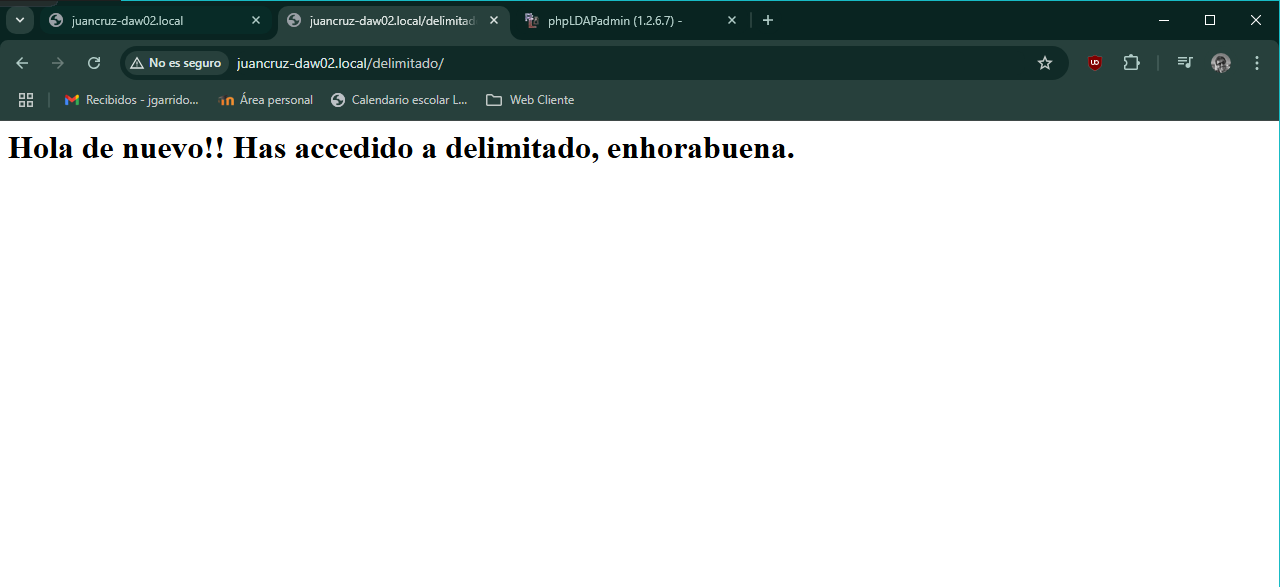 juancruz-daw02.local
juancruz-daw02.local/delimitad
phpLDAPadmin (1.2.6.7) -
No es seguro
juancruz-daw02.local/delimitado/
Recibidos - jgarrido...
Área personal
Calendario escolar L...
Web Cliente
Hola de nuevo!! Has accedido a delimitado, enhorabuena.